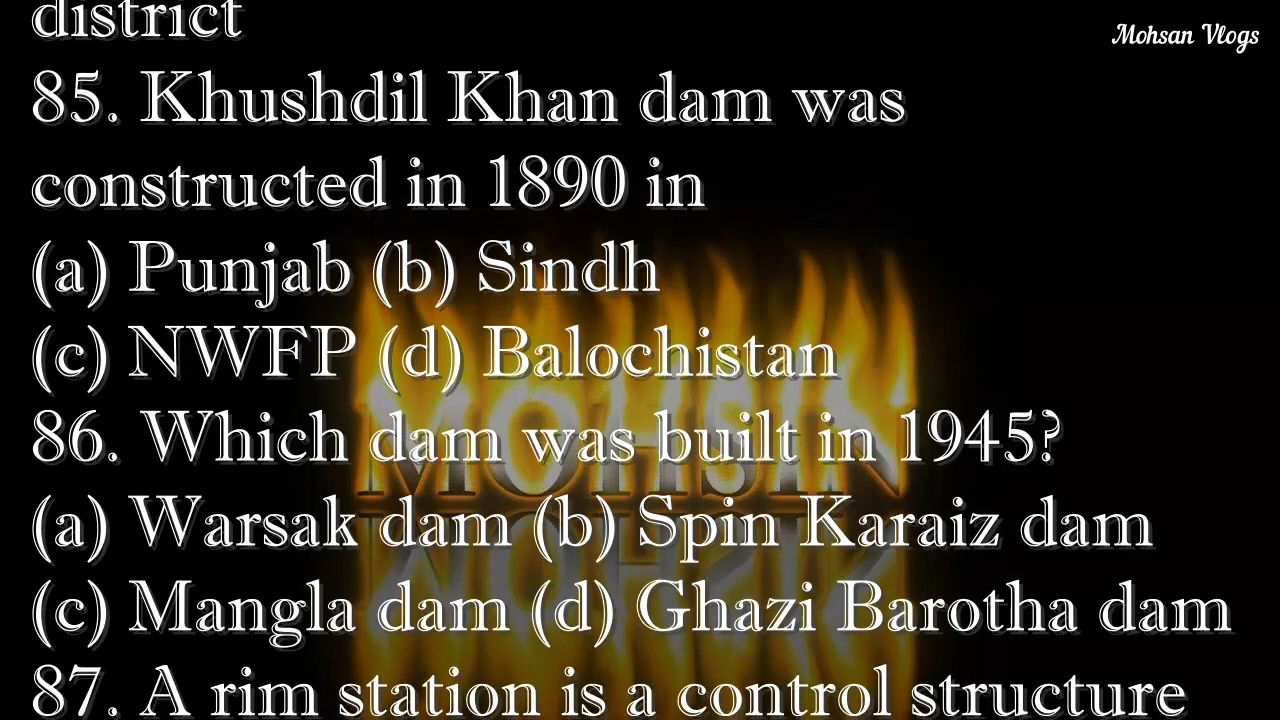 district
Mohsan Vlogs
85. Khushdil Khan dam was
constructed in 1890 in
(a) Punjab (b) Sindh
(c) NWFP (d) Balochistan
MOHSIN
86. Which dam was built in 1945?
(a) Warsak dam (b) Spin Karaiz dam
(c) Mangla dam (d) Ghazi Barotha dam
87. A rim station is a control structure